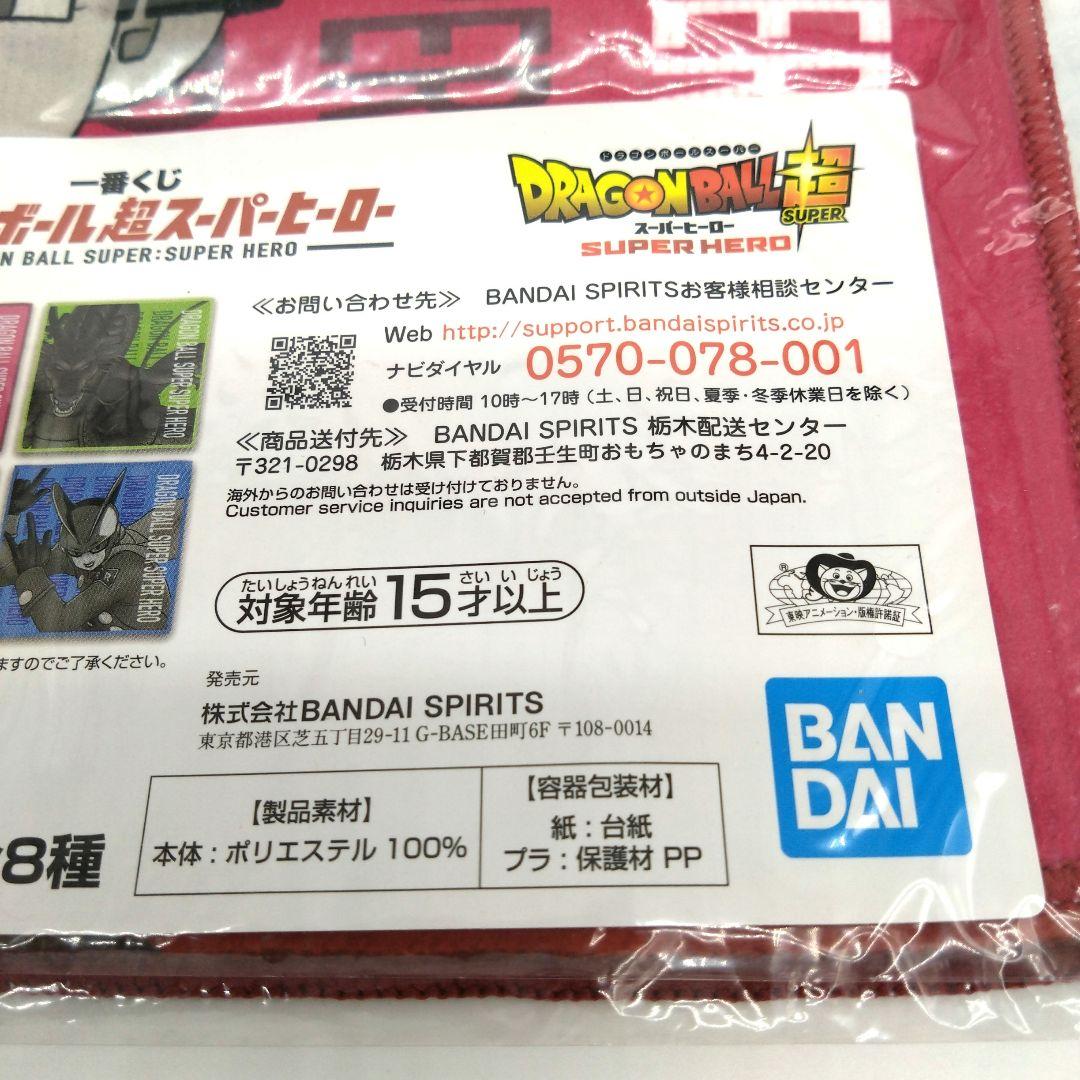 一番くじ
ボール超スーパーヒーロー
N BALL SUPER:SUPER HERO
ドラゴンボールスーパー
DRAGON BALL 超
SUPER
スーパーヒーロー
SUPER HERO
≪お問い合わせ先≫ BANDAI SPIRITSお客様相談センター
Web http://support.bandaispirits.co.jp
ナビダイヤル 0570-078-001
●受付時間 10時～17時(土、日、祝日、夏季・冬季休業日を除く)
≪商品送付先≫ BANDAI SPIRITS 栃木配送センター
〒321-0298 栃木県下都賀郡壬生町おもちゃのまち4-2-20
海外からのお問い合わせは受け付けておりません。
Customer service inquiries are not accepted from outside Japan.
DRAGON BALL SUPER SUPER HERO
DRAGON BALL SUPER SUPER HERO
DRAGON BALL SUPER SUPER HERO
たいしょうねんれい さいいじょう
対象年齢15才以上
®
東映アニメーション・版権許諾証
ますのでご了承ください。
発売元
株式会社BANDAI SPIRITS
東京都港区芝五丁目29-11 G-BASE田町6F 〒108-0014
BAN
DAI
8種
【製品素材】
本体:ポリエステル 100%
【容器包装材】
紙:台紙
プラ:保護材 PP